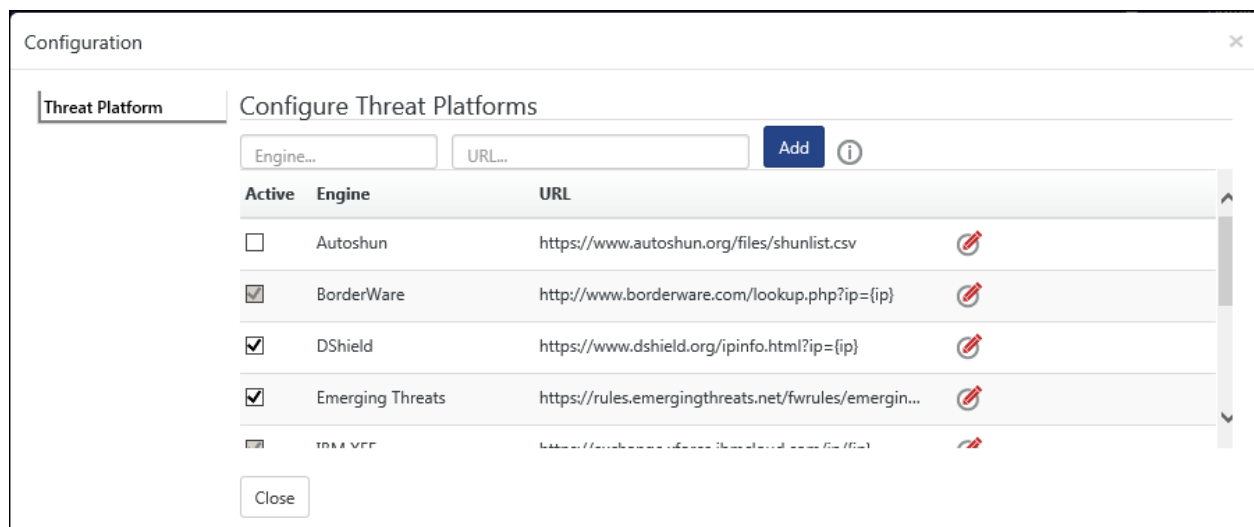 Configuration
Threat Platform
Configure Threat Platforms
Engine... URL... Add
Active Engine URL
Autoshun https://www.autoshun.org/files/shunlist.csv
BorderWare http://www.borderware.com/lookup.php?ip={ip}
DShield https://www.dshield.org/ipinfo.html?ip={ip}
Emerging Threats https://rules.emergingthreats.net/fwrules/emergin...
Close